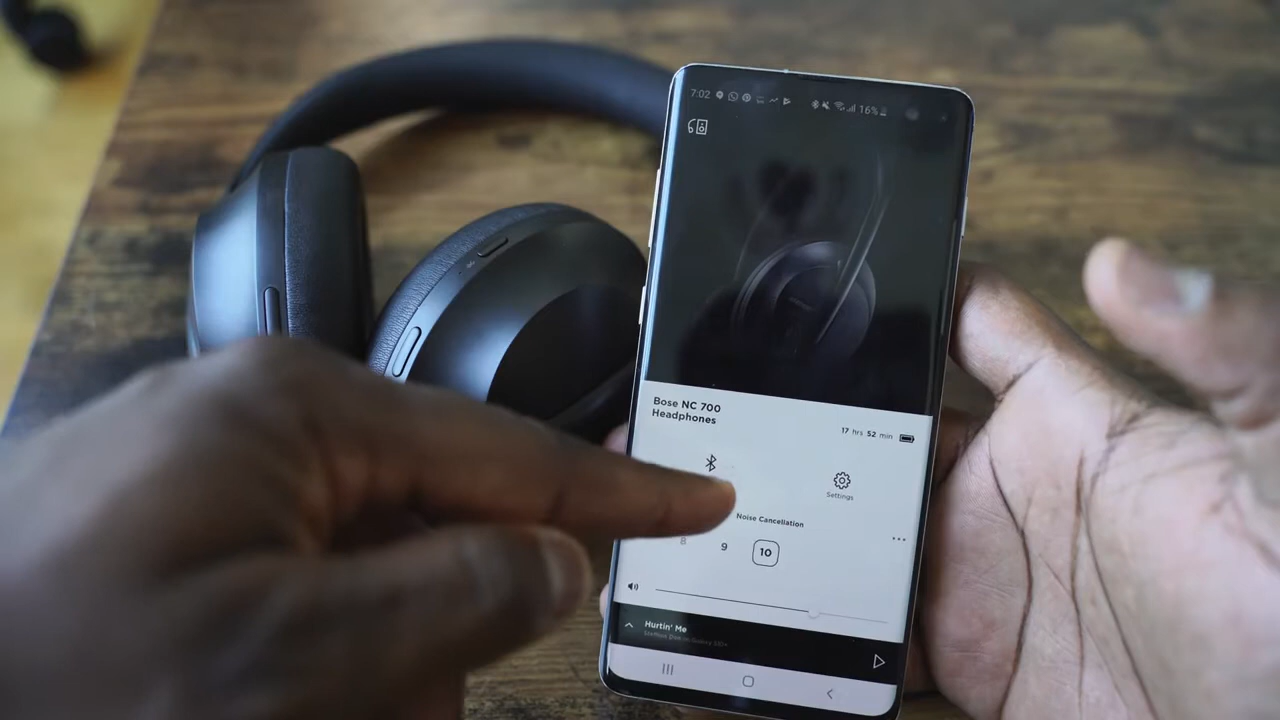 7:02
16%
Bose NC 700
Headphones
17 hrs 52 min
Settings
Noise Cancellation
8 9 10
Hurtin' Me